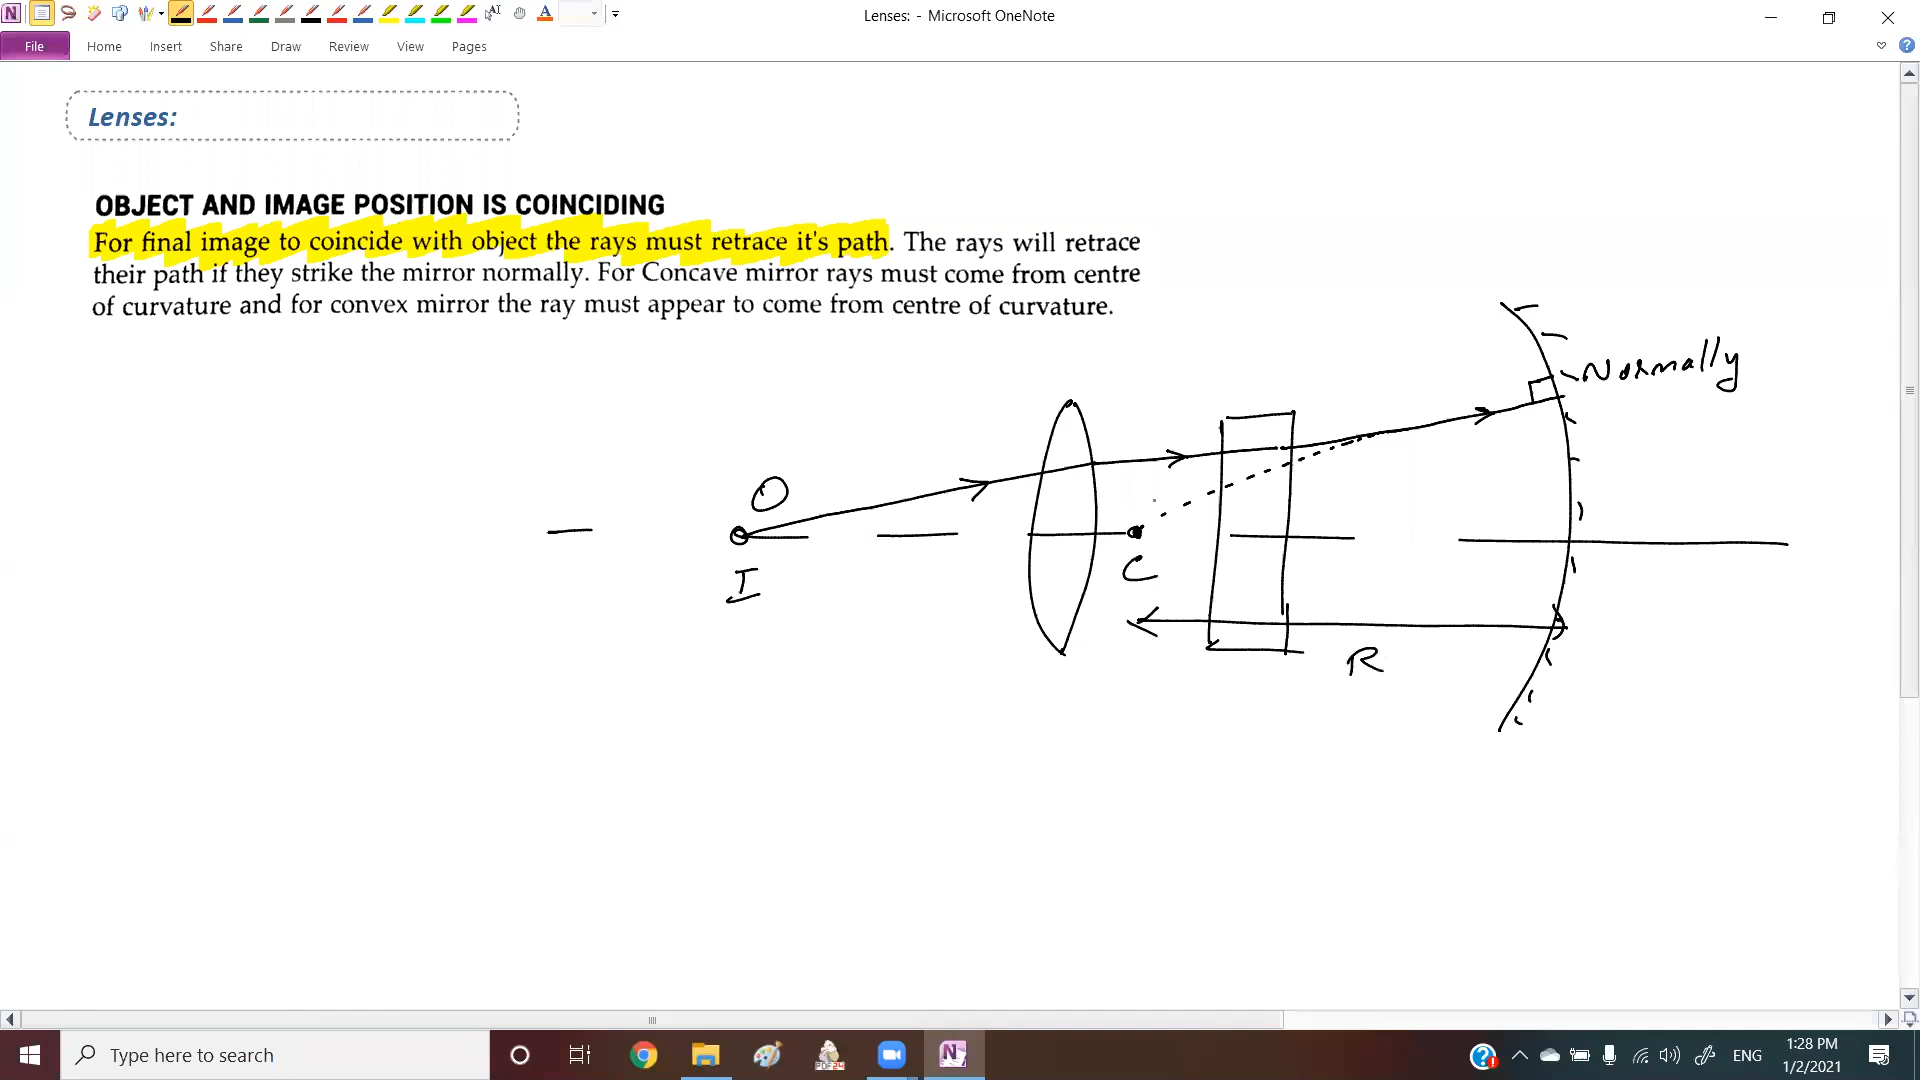 Lenses: - Microsoft OneNote
File Home Insert Share Draw Review View Pages
Lenses:
OBJECT AND IMAGE POSITION IS COINCIDING
For final image to coincide with object the rays must retrace it's path. The rays will retrace
their path if they strike the mirror normally. For Concave mirror rays must come from centre
of curvature and for convex mirror the ray must appear to come from centre of curvature.
Normally
O
I
C
R
Type here to search
PDF24
ENG
1:28 PM
1/2/2021